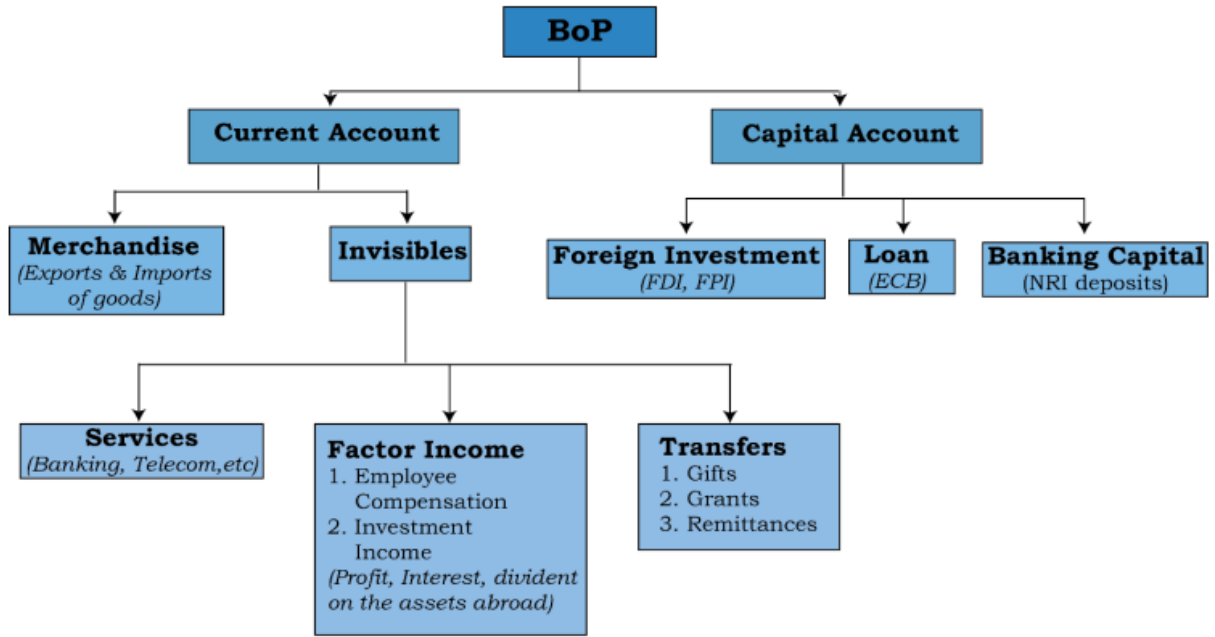 BoP
Current Account
Capital Account
Merchandise
(Exports & Imports
of goods)
Invisibles
Foreign Investment
(FDI, FPI)
Loan
(ECB)
Banking Capital
(NRI deposits)
Services
(Banking, Telecom,etc)
Factor Income
1. Employee
Compensation
2. Investment
Income
(Profit, Interest, divident
on the assets abroad)
Transfers
1. Gifts
2. Grants
3. Remittances